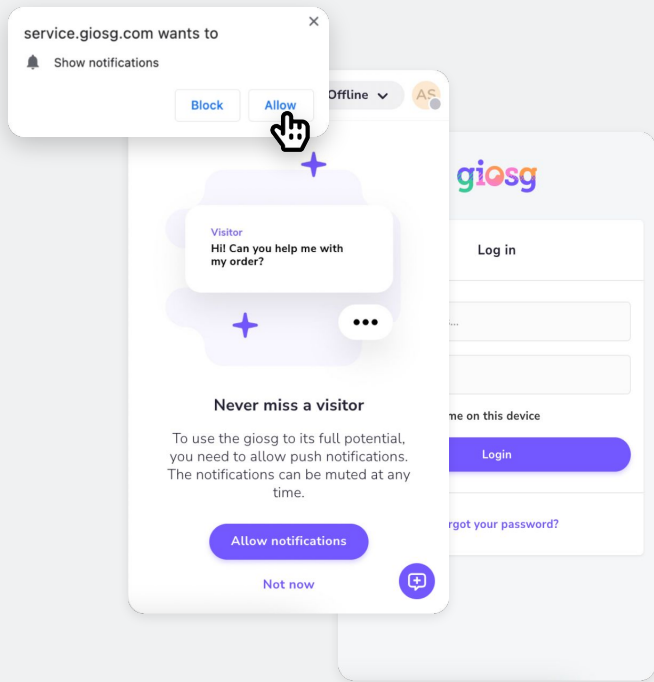 service.giosg.com wants to
Show notifications
Block
Allow
Offline
AS
Visitor
Hi! Can you help me with
my order?
Never miss a visitor
To use the giosg to its full potential,
you need to allow push notifications.
The notifications can be muted at any
time.
Allow notifications
Not now
giosg
Log in
me on this device
Login
rgot your password?